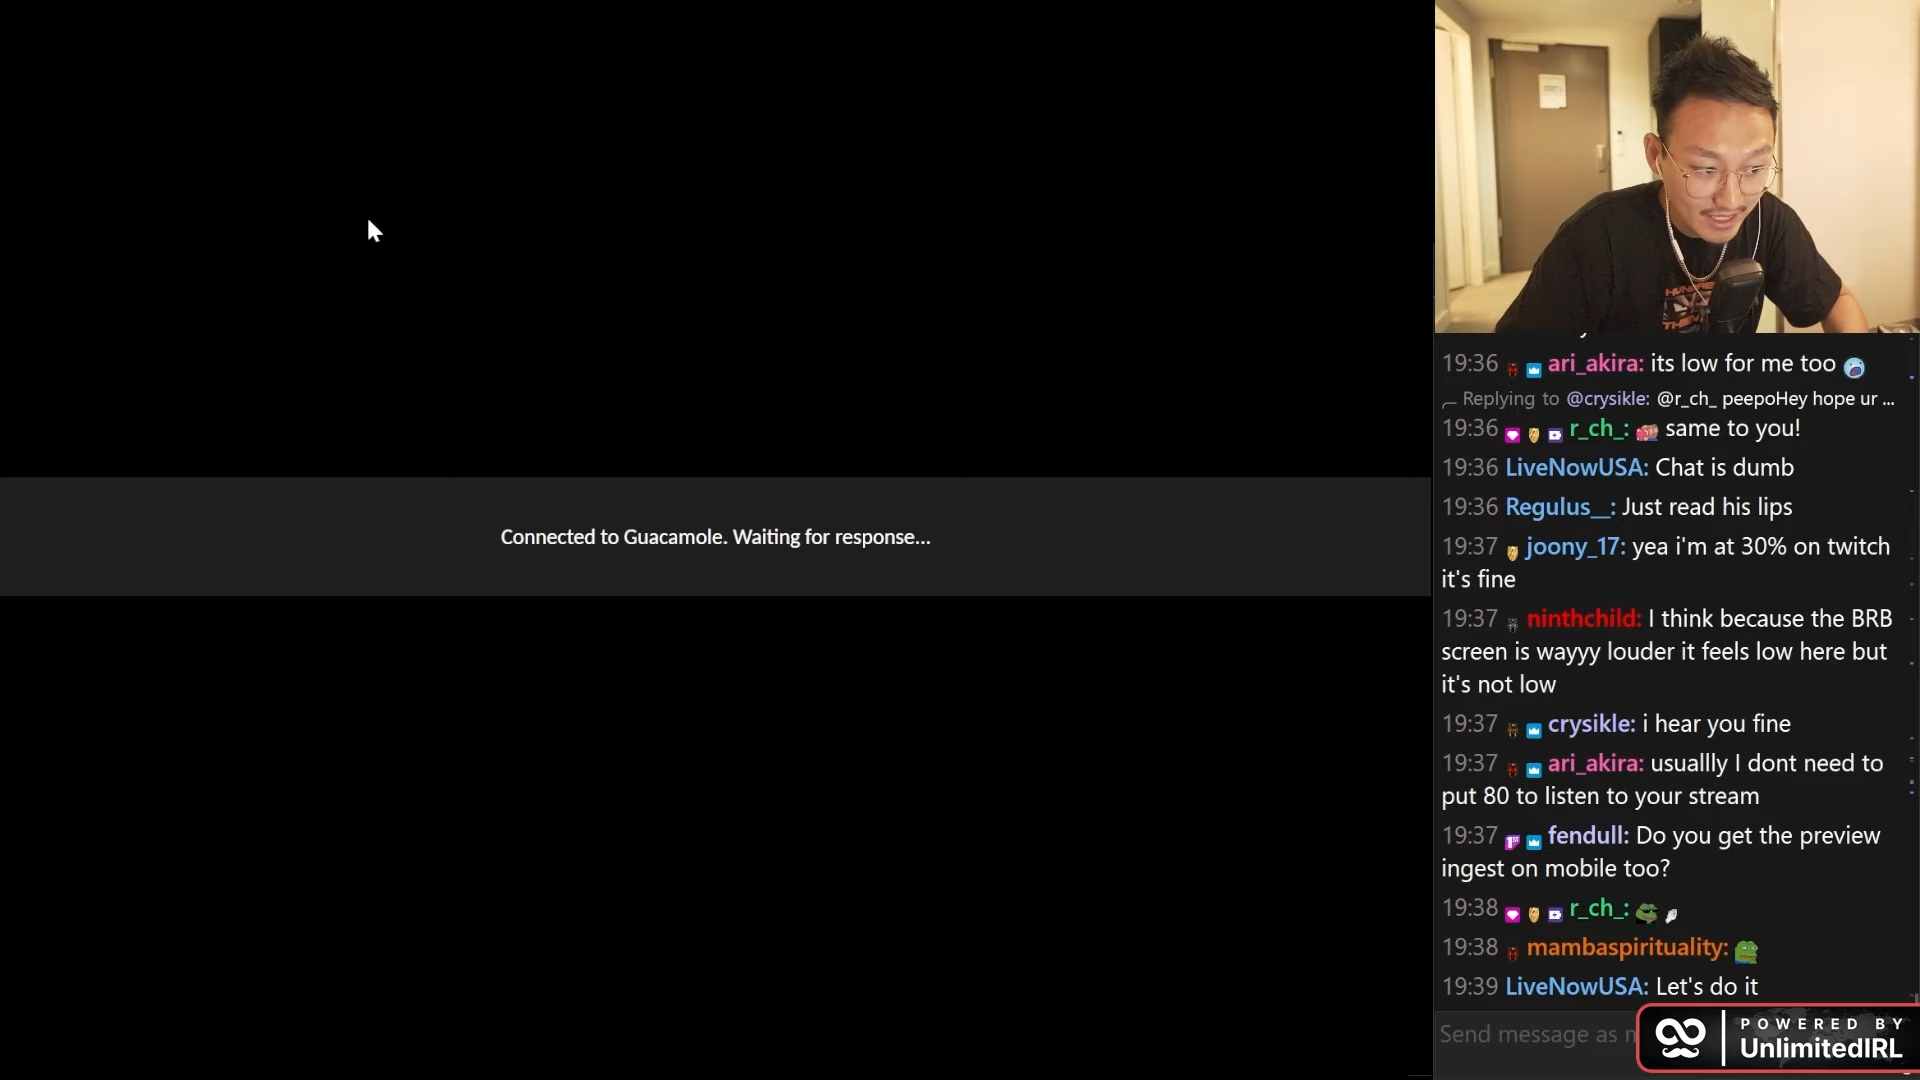 Connected to Guacamole. Waiting for response...
19:36 ari_akira: its low for me too
Replying to @crysikle: @r_ch_ peepoHey hope ur ...
19:36 r_ch_: same to you!
19:36 LiveNowUSA: Chat is dumb
19:36 Regulus__: Just read his lips
19:37 joony_17: yea i'm at 30% on twitch
it's fine
19:37 ninthchild: I think because the BRB
screen is wayyy louder it feels low here but
it's not low
19:37 crysikle: i hear you fine
19:37 ari_akira: usuallly I dont need to
put 80 to listen to your stream
19:37 fendull: Do you get the preview
ingest on mobile too?
19:38 r_ch_:
19:38 mambaspirituality:
19:39 LiveNowUSA: Let's do it
Send message as
POWERED BY
UnlimitedIRL